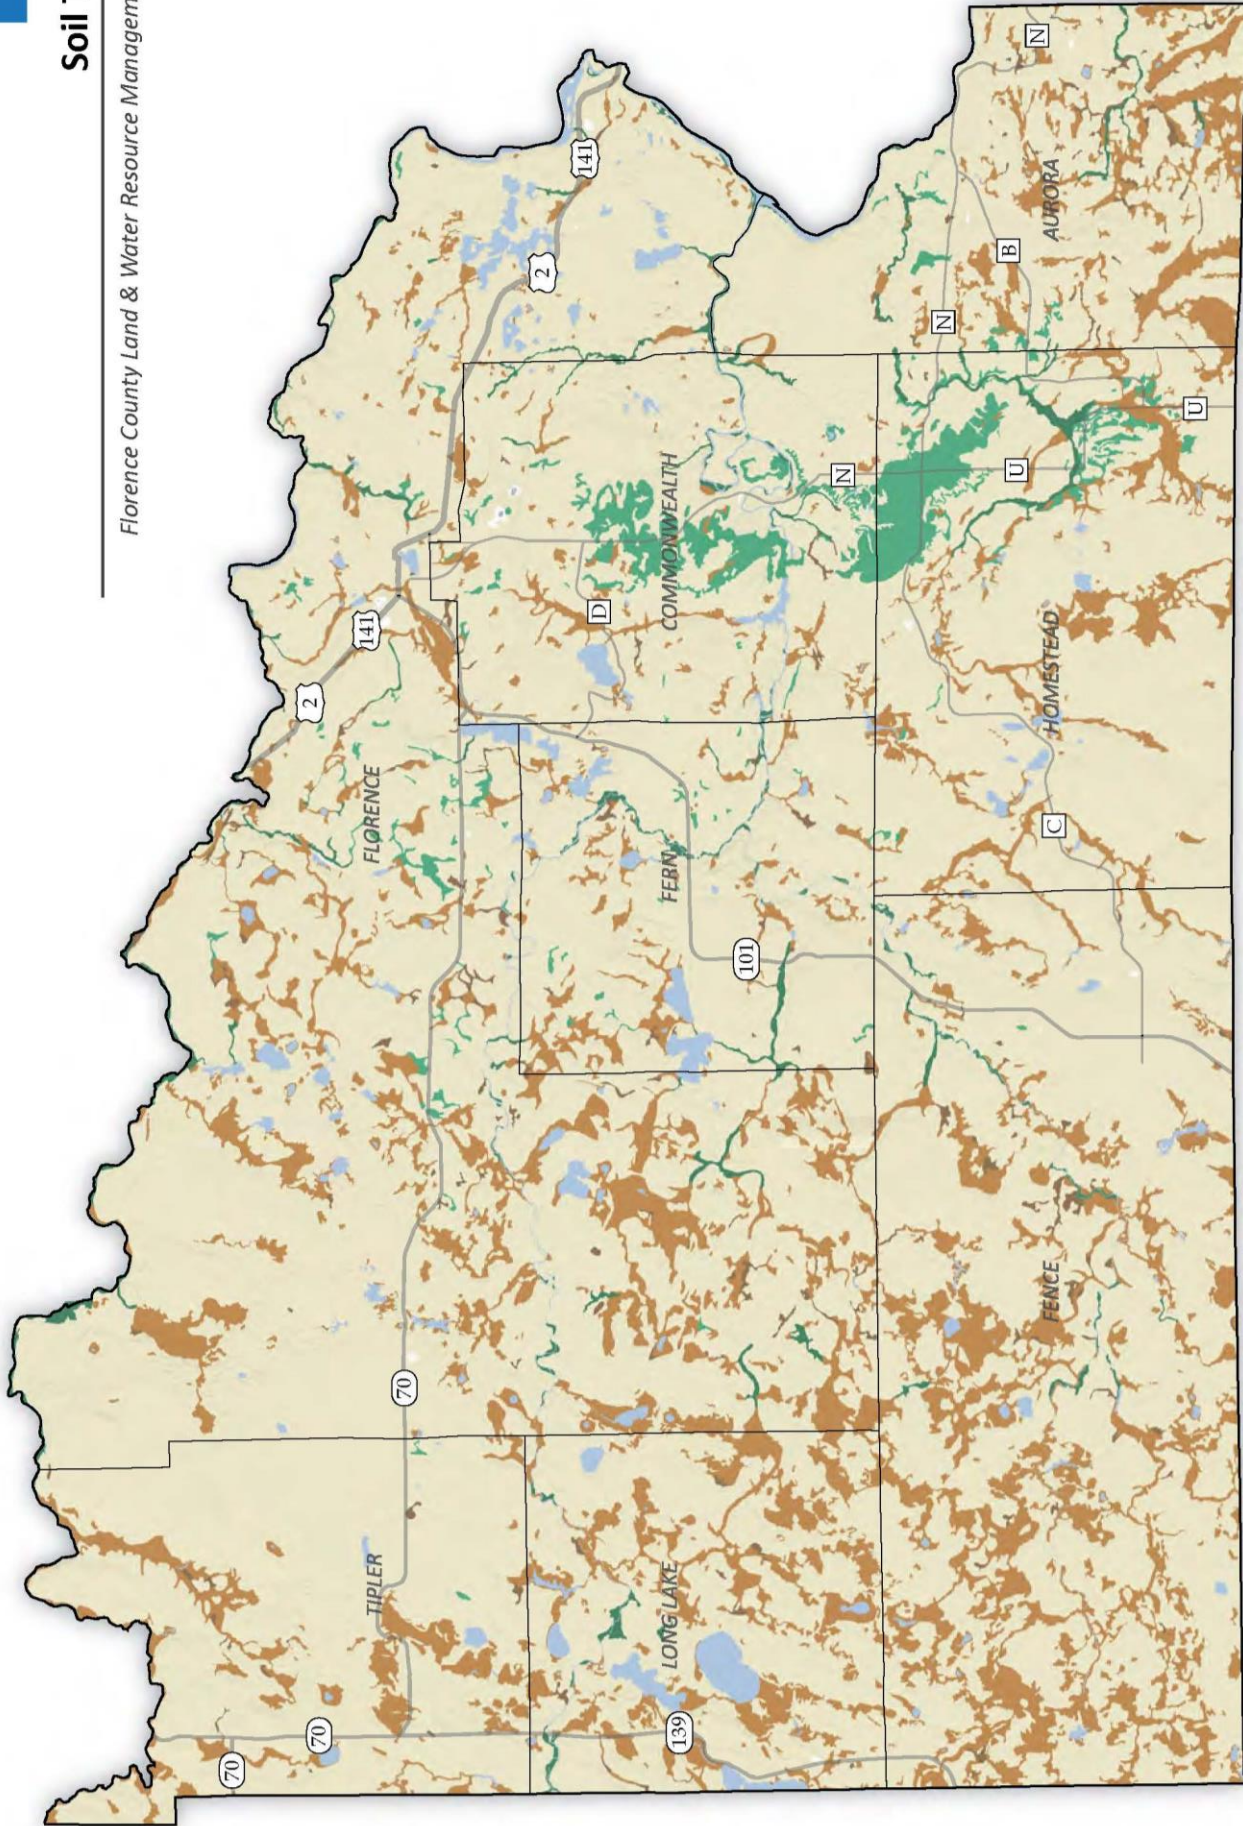 Soil
Florence County Land & Water Resource
70
70
2
141
TIPLER
FLORENCE
70
2
141
D
LONG LAKE
FERN
COMMONWEALTH
139
101
N
N
U
B
N
FENCE
HOMESTEAD
AURORA
C
U